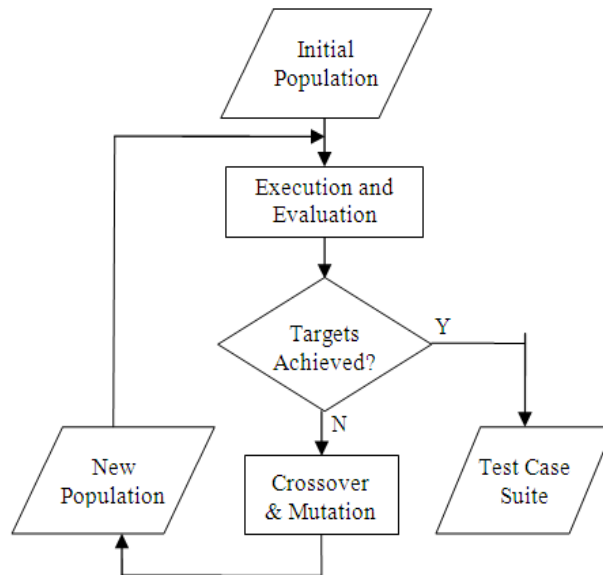 Initial
Population
Execution and
Evaluation
Targets
Achieved?
Y
N
New
Population
Crossover
& Mutation
Test Case
Suite